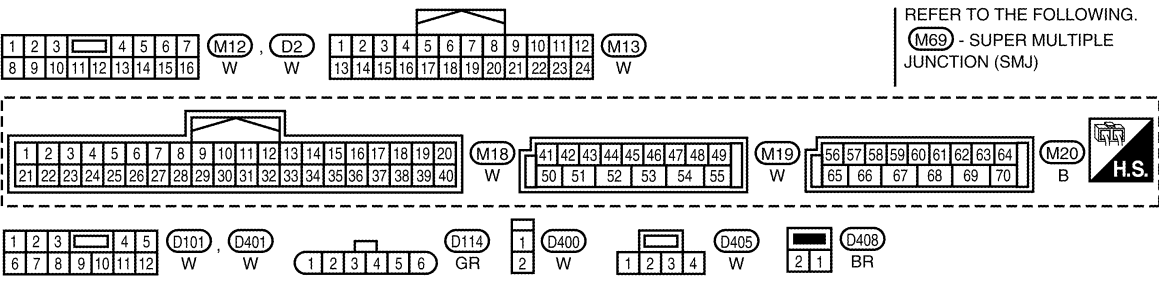 REFER TO THE FOLLOWING.
M69 - SUPER MULTIPLE
JUNCTION (SMJ)
1 2 3 4 5 6 7 M12 , D2
8 9 10 11 12 13 14 15 16 W W
1 2 3 4 5 6 7 8 9 10 11 12 M13
13 14 15 16 17 18 19 20 21 22 23 24 W
1 2 3 4 5 6 7 8 9 10 11 12 13 14 15 16 17 18 19 20 M18
21 22 23 24 25 26 27 28 29 30 31 32 33 34 35 36 37 38 39 40 W
41 42 43 44 45 46 47 48 49 M19
50 51 52 53 54 55 W
56 57 58 59 60 61 62 63 64 M20
65 66 67 68 69 70 B
H.S.
1 2 3 4 5 D101 , D401
6 7 8 9 10 11 12 W W
1 2 3 4 5 6 D114
GR
1 D400
2 W
1 2 3 4 D405
W
2 1 D408
BR